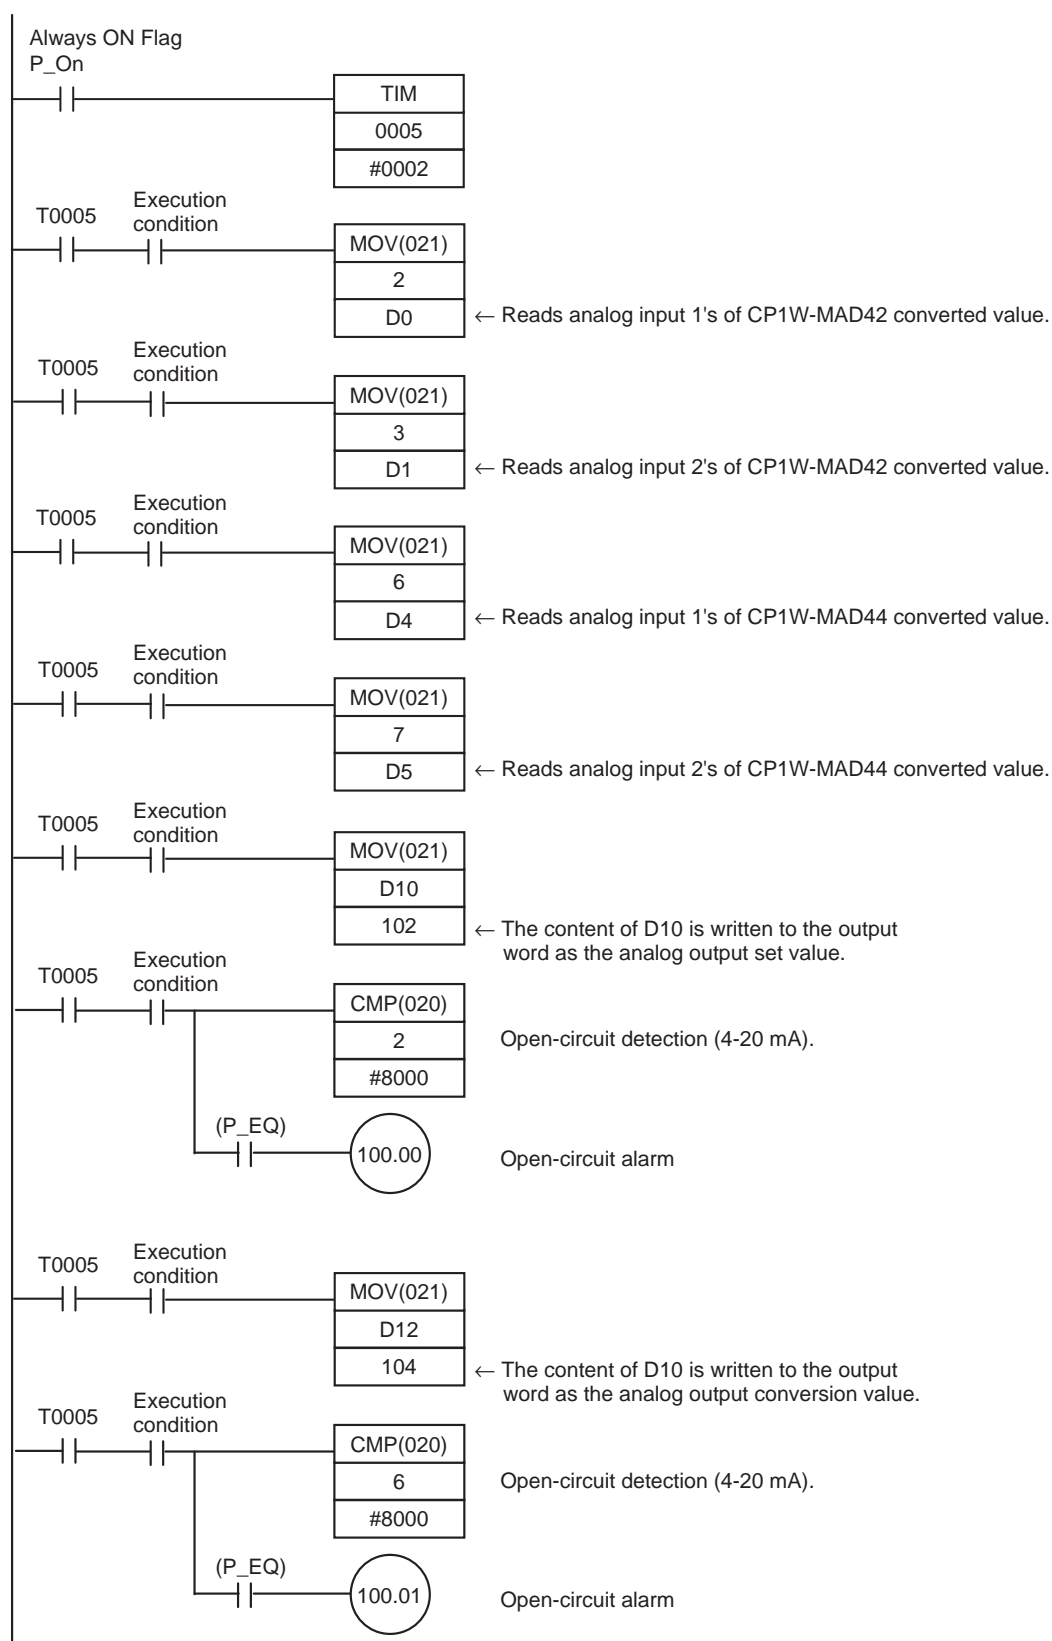 Always ON Flag
P_On
TIM
0005
#0002
T0005
Execution
condition
MOV(021)
2
D0
← Reads analog input 1's of CP1W-MAD42 converted value.
T0005
Execution
condition
MOV(021)
3
D1
← Reads analog input 2's of CP1W-MAD42 converted value.
T0005
Execution
condition
MOV(021)
6
D4
← Reads analog input 1's of CP1W-MAD44 converted value.
T0005
Execution
condition
MOV(021)
7
D5
← Reads analog input 2's of CP1W-MAD44 converted value.
T0005
Execution
condition
MOV(021)
D10
102
← The content of D10 is written to the output
word as the analog output set value.
T0005
Execution
condition
CMP(020)
2
#8000
Open-circuit detection (4-20 mA).
(P_EQ)
100.00
Open-circuit alarm
T0005
Execution
condition
MOV(021)
D12
104
← The content of D10 is written to the output
word as the analog output conversion value.
T0005
Execution
condition
CMP(020)
6
#8000
Open-circuit detection (4-20 mA).
(P_EQ)
100.01
Open-circuit alarm